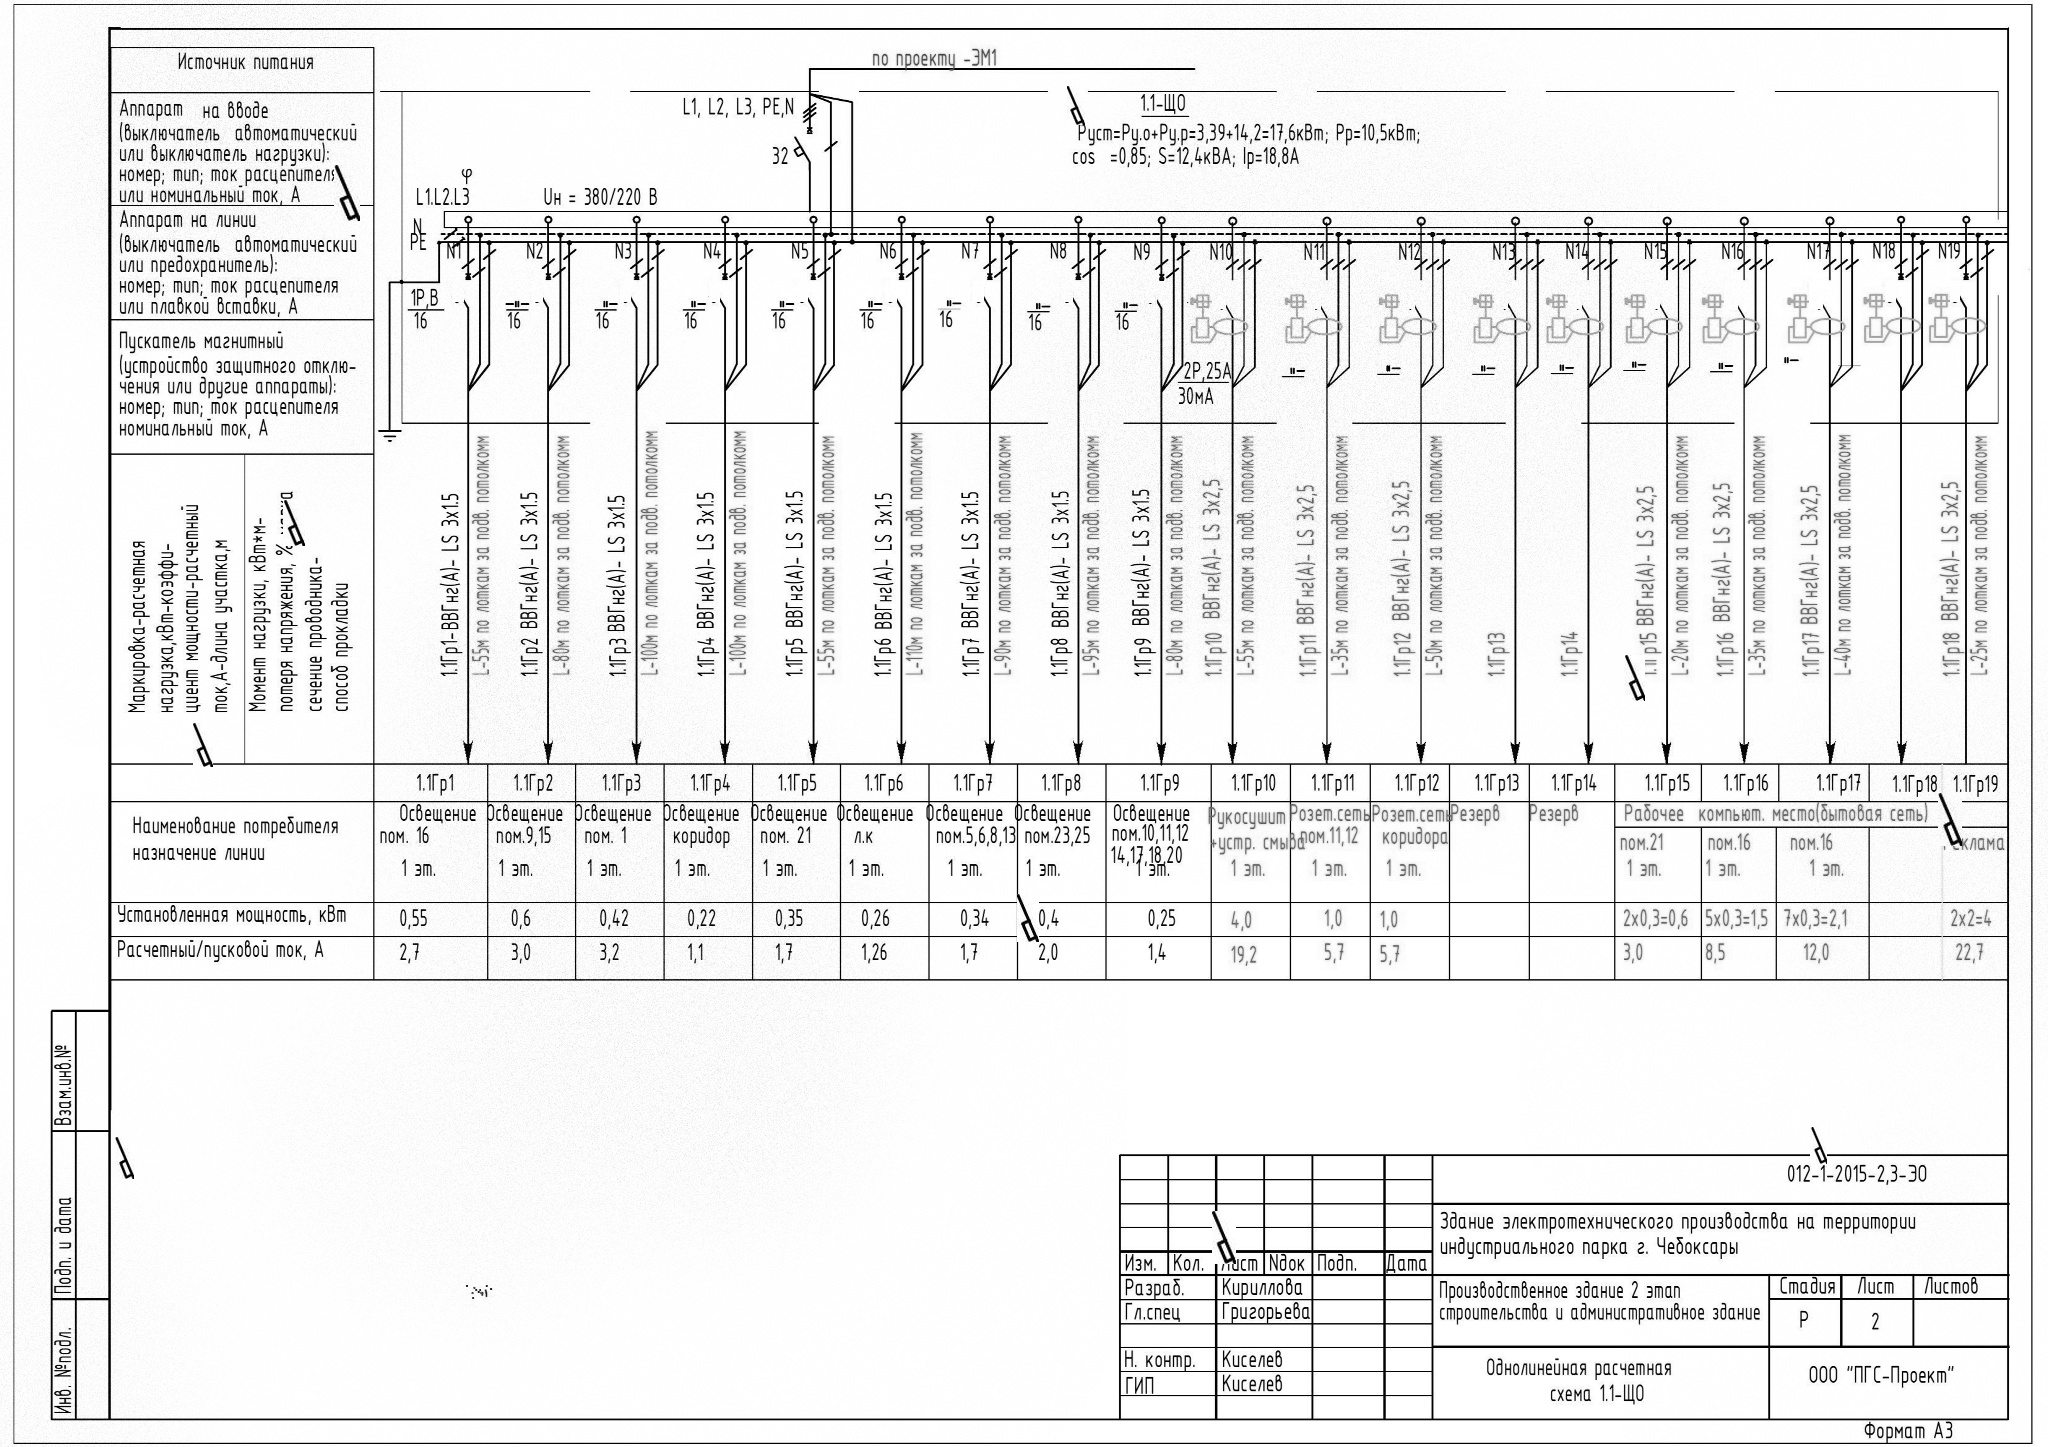 Источник питания
Аппарат на вводе
(выключатель автоматический
или выключатель нагрузки):
номер; тип; ток расцепителя
или номинальный ток, А
Аппарат на линии
(выключатель автоматический
или предохранитель):
номер; тип; ток расцепителя
или плавкой вставки, А
Пускатель магнитный
(устройство защитного отклю-
чения или другие аппараты):
номер; тип; ток расцепителя
номинальный ток, А
Маркировка-расчетная
нагрузка,кВт-коэффи-
циент мощности-расчетный
ток,А-длина участка,м
Момент нагрузки, кВт*м-
потеря напряжения, %
сечение проводника-
способ прокладки
по проекту -ЭМ1
L1, L2, L3, PE,N
32
1.1-ЩО
Руст=Ру.о+Ру.р=3,39+14,2=17,6кВт; Рр=10,5кВт;
cos =0,85; S=12,4кВА; Iр=18,8А
φ
L1.L2.L3
Uн = 380/220 В
N
PE
N1 N2 N3 N4 N5 N6 N7 N8 N9 N10 N11 N12 N13 N14 N15 N16 N17 N18 N19
1Р,В
16
-"- 16
-"- 16
-"- 16
-"- 16
-"- 16
-"- 16
-"- 16
-"- 16
2Р,25А
30мА
-"- -"- -"- -"- -"- -"- -"-
1.1Гр1-ВВГнг(А)- LS 3х1.5
L-55м по лоткам за подв. потолкомм
1.1Гр2 ВВГнг(А)- LS 3х1.5
L-80м по лоткам за подв. потолкомм
1.1Гр3 ВВГнг(А)- LS 3х1.5
L-100м по лоткам за подв. потолкомм
1.1Гр4 ВВГнг(А)- LS 3х1.5
L-100м по лоткам за подв. потолкомм
1.1Гр5 ВВГнг(А)- LS 3х1.5
L-55м по лоткам за подв. потолкомм
1.1Гр6 ВВГнг(А)- LS 3х1.5
L-110м по лоткам за подв. потолкомм
1.1Гр7 ВВГнг(А)- LS 3х1.5
L-90м по лоткам за подв. потолкомм
1.1Гр8 ВВГнг(А)- LS 3х1.5
L-95м по лоткам за подв. потолкомм
1.1Гр9 ВВГнг(А)- LS 3х1.5
L-80м по лоткам за подв. потолкомм
1.1Гр10 ВВГнг(А)- LS 3х2,5
L-55м по лоткам за подв. потолкомм
1.1Гр11 ВВГнг(А)- LS 3х2,5
L-35м по лоткам за подв. потолкомм
1.1Гр12 ВВГнг(А)- LS 3х2,5
L-50м по лоткам за подв. потолкомм
1.1Гр13
1.1Гр14
р15 ВВГнг(А)- LS 3х2,5
L-20м по лоткам за подв. потолкомм
1.1Гр16 ВВГнг(А)- LS 3х2,5
L-35м по лоткам за подв. потолкомм
1.1Гр17 ВВГнг(А)- LS 3х2,5
L-40м по лоткам за подв. потолкомм
1.1Гр18 ВВГнг(А)- LS 3х2,5
L-25м по лоткам за подв. потолкомм
1.1Гр1 1.1Гр2 1.1Гр3 1.1Гр4 1.1Гр5 1.1Гр6 1.1Гр7 1.1Гр8 1.1Гр9 1.1Гр10 1.1Гр11 1.1Гр12 1.1Гр13 1.1Гр14 1.1Гр15 1.1Гр16 1.1Гр17 1.1Гр18 1.1Гр19
Наименование потребителя
назначение линии
Освещение
пом. 16
1 эт.
Освещение
пом.9,15
1 эт.
Освещение
пом. 1
1 эт.
Освещение
коридор
1 эт.
Освещение
пом. 21
1 эт.
Освещение
л.к
1 эт.
Освещение
пом.5,6,8,13
1 эт.
Освещение
пом.23,25
1 эт.
Освещение
пом.10,11,12
14,17,18,20
1 эт.
Рукосушит
+устр. смыва
1 эт.
Розет.сеть
пом.11,12
1 эт.
Розет.сеть
коридора
1 эт.
Резерв
Резерв
Рабочее компьют. место(бытовая сеть)
пом.21
1 эт.
пом.16
1 эт.
пом.16
1 эт.
клама
Установленная мощность, кВт 0,55 0,6 0,42 0,22 0,35 0,26 0,34 0,4 0,25 4,0 1,0 1,0 2х0,3=0,6 5х0,3=1,5 7х0,3=2,1 2х2=4
Расчетный/пусковой ток, А 2,7 3,0 3,2 1,1 1,7 1,26 1,7 2,0 1,4 19,2 5,7 5,7 3,0 8,5 12,0 22,7
Взам.инв.№
Подп. и дата
Инв. №подл.
012-1-2015-2,3-ЭО
Здание электротехнического производства на территории
индустриального парка г. Чебоксары
Изм. Кол. Лист Nдок Подп. Дата
Разраб. Кириллова
Гл.спец Григорьева
Н. контр. Киселев
ГИП Киселев
Производственное здание 2 этап
строительства и административное здание
Стадия Лист Листов
Р 2
Однолинейная расчетная
схема 1.1-ЩО
ООО "ПГС-Проект"
Формат А3